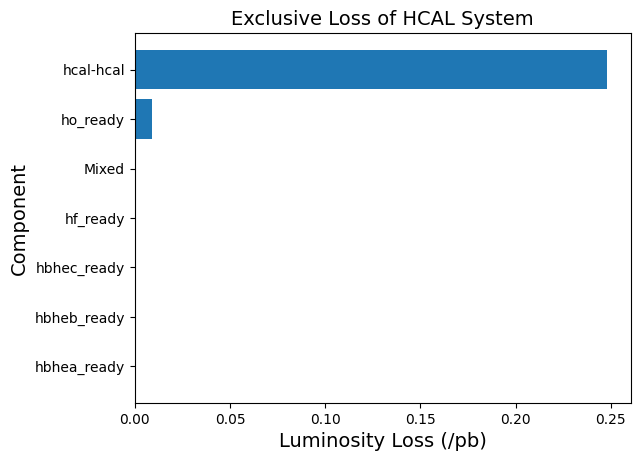 Exclusive Loss of HCAL System
Component
hcal-hcal
ho_ready
Mixed
hf_ready
hbhec_ready
hbheb_ready
hbhea_ready
0.00 0.05 0.10 0.15 0.20 0.25
Luminosity Loss (/pb)